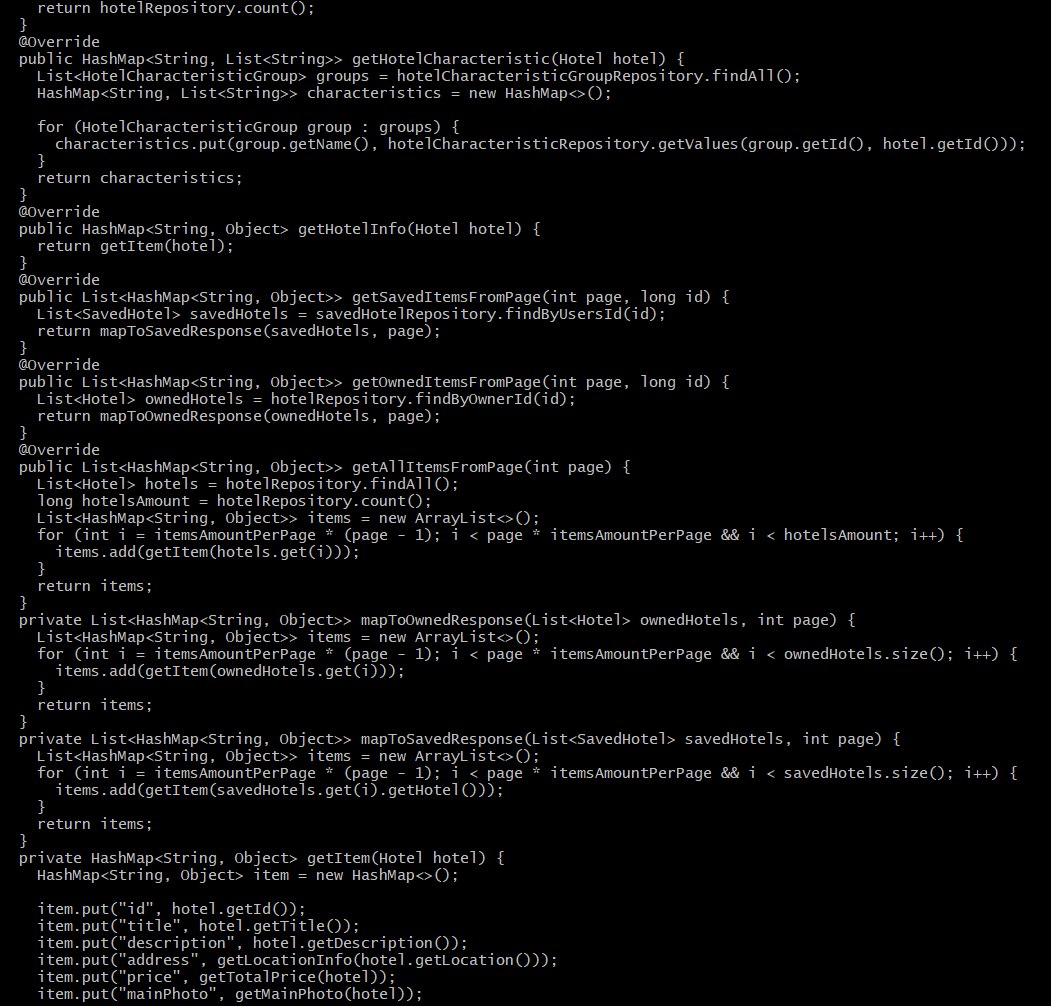 return hotelRepository.count();
}
@Override
public HashMap<String, List<String>> getHotelCharacteristic(Hotel hotel) {
List<HotelCharacteristicGroup> groups = hotelCharacteristicGroupRepository.findAll();
HashMap<String, List<String>> characteristics = new HashMap<>();
for (HotelCharacteristicGroup group : groups) {
characteristics.put(group.getName(), hotelCharacteristicRepository.getValues(group.getId(), hotel.getId()));
}
return characteristics;
}
@Override
public HashMap<String, Object> getHotelInfo(Hotel hotel) {
return getItem(hotel);
}
@Override
public List<HashMap<String, Object>> getSavedItemsFromPage(int page, long id) {
List<SavedHotel> savedHotels = savedHotelRepository.findByUsersId(id);
return mapToSavedResponse(savedHotels, page);
}
@Override
public List<HashMap<String, Object>> getOwnedItemsFromPage(int page, long id) {
List<Hotel> ownedHotels = hotelRepository.findByOwnerId(id);
return mapToOwnedResponse(ownedHotels, page);
}
@Override
public List<HashMap<String, Object>> getAllItemsFromPage(int page) {
List<Hotel> hotels = hotelRepository.findAll();
long hotelsAmount = hotelRepository.count();
List<HashMap<String, Object>> items = new ArrayList<>();
for (int i = itemsAmountPerPage * (page - 1); i < page * itemsAmountPerPage && i < hotelsAmount; i++) {
items.add(getItem(hotels.get(i)));
}
return items;
}
private List<HashMap<String, Object>> mapToOwnedResponse(List<Hotel> ownedHotels, int page) {
List<HashMap<String, Object>> items = new ArrayList<>();
for (int i = itemsAmountPerPage * (page - 1); i < page * itemsAmountPerPage && i < ownedHotels.size(); i++) {
items.add(getItem(ownedHotels.get(i)));
}
return items;
}
private List<HashMap<String, Object>> mapToSavedResponse(List<SavedHotel> savedHotels, int page) {
List<HashMap<String, Object>> items = new ArrayList<>();
for (int i = itemsAmountPerPage * (page - 1); i < page * itemsAmountPerPage && i < savedHotels.size(); i++) {
items.add(getItem(savedHotels.get(i).getHotel()));
}
return items;
}
private HashMap<String, Object> getItem(Hotel hotel) {
HashMap<String, Object> item = new HashMap<>();
item.put("id", hotel.getId());
item.put("title", hotel.getTitle());
item.put("description", hotel.getDescription());
item.put("address", getLocationInfo(hotel.getLocation()));
item.put("price", getTotalPrice(hotel));
item.put("mainPhoto", getMainPhoto(hotel));